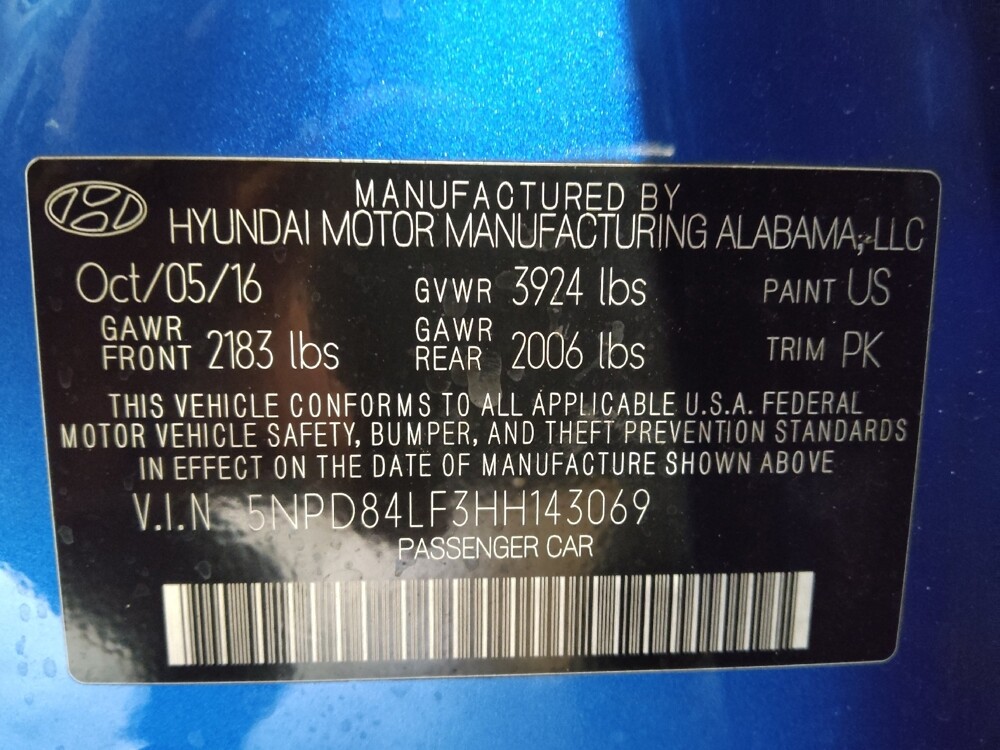 MANUFACTURED BY
HYUNDAI MOTOR MANUFACTURING ALABAMA, LLC
Oct/05/16 GVWR 3924 lbs PAINT US
GAWR FRONT 2183 lbs GAWR REAR 2006 lbs TRIM PK
THIS VEHICLE CONFORMS TO ALL APPLICABLE U.S.A. FEDERAL
MOTOR VEHICLE SAFETY, BUMPER, AND THEFT PREVENTION STANDARDS
IN EFFECT ON THE DATE OF MANUFACTURE SHOWN ABOVE
V.I.N 5NPD84LF3HH143069
PASSENGER CAR